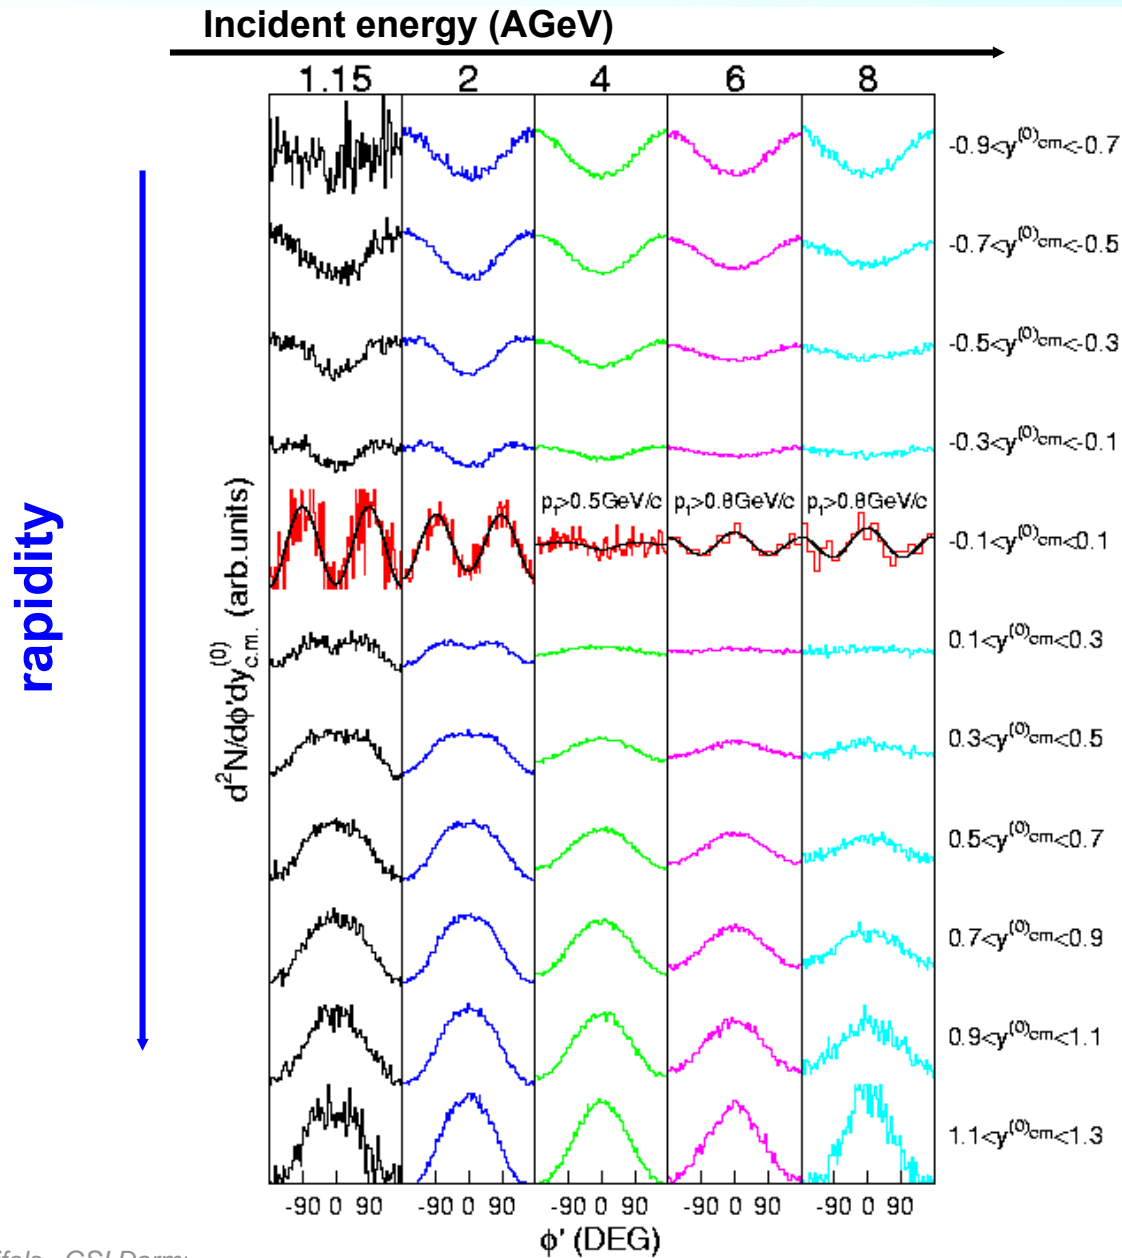 Incident energy (AGeV)
1.15 2 4 6 8
-0.9<y(0)cm<-0.7
-0.7<y(0)cm<-0.5
-0.5<y(0)cm<-0.3
-0.3<y(0)cm<-0.1
pt>0.5GeV/c pt>0.8GeV/c pt>0.8GeV/c
-0.1<y(0)cm<0.1
0.1<y(0)cm<0.3
0.3<y(0)cm<0.5
0.5<y(0)cm<0.7
0.7<y(0)cm<0.9
0.9<y(0)cm<1.1
1.1<y(0)cm<1.3
rapidity
d²N/dϕ'dy(0)c.m. (arb.units)
-90 0 90 -90 0 90 -90 0 90 -90 0 90 -90 0 90
ϕ' (DEG)